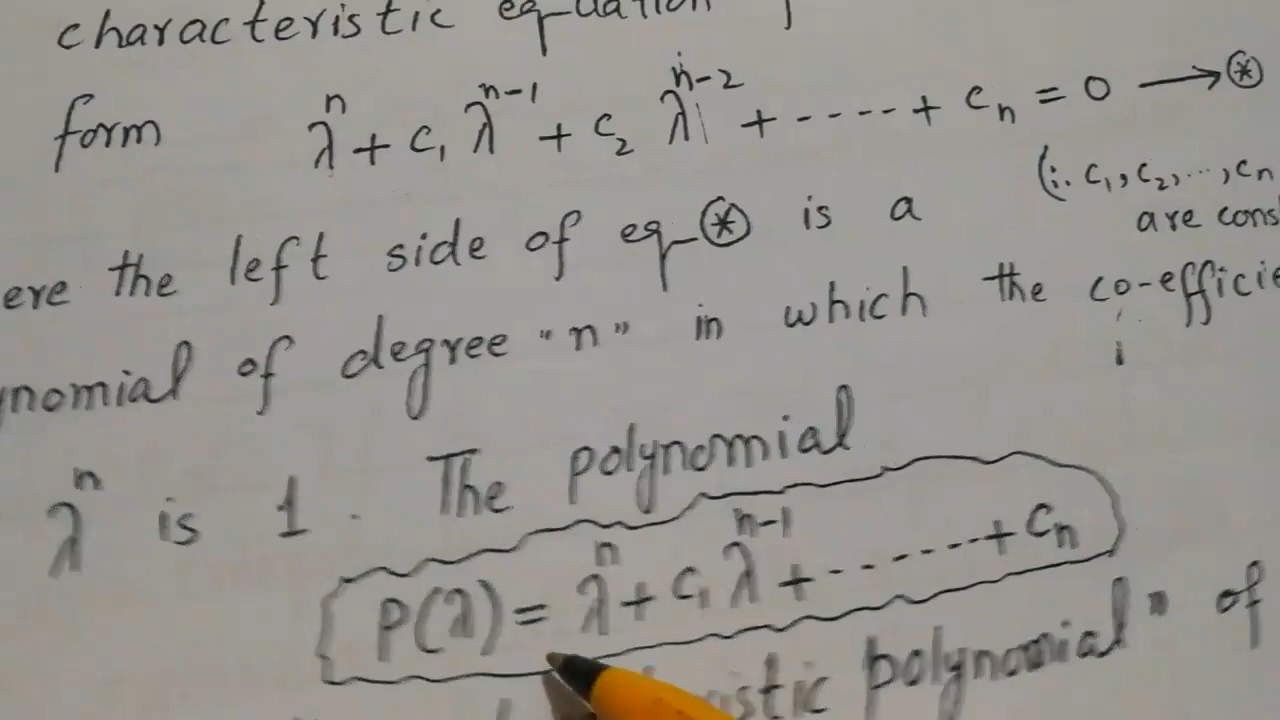 characteristic equation
form λⁿ + c₁ λⁿ⁻¹ + c₂ λⁿ⁻² + ----- + cₙ = 0 ⟶ ⊛
(∵ c₁, c₂, ..., cₙ
are cons
ere the left side of eq ⊛ is a
nomial of degree "n" in which the co-efficie
λⁿ is 1. The polynomial
P(λ) = λⁿ + c₁ λⁿ⁻¹ + ------- + cₙ
istic polynomial" of